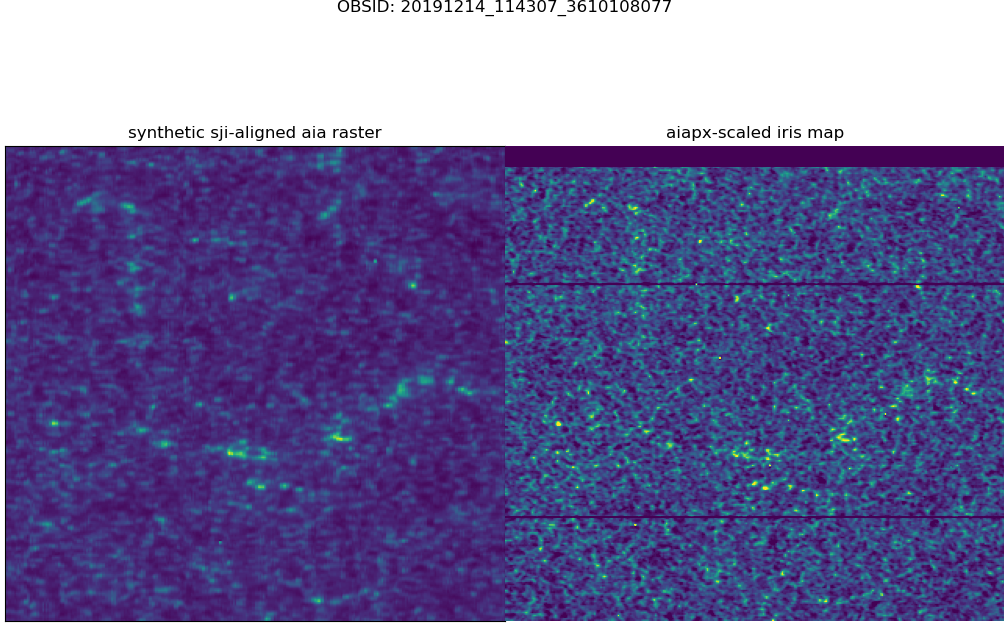 OBSID: 20191214_114307_3610108077
synthetic sji-aligned aia raster
aiapx-scaled iris map